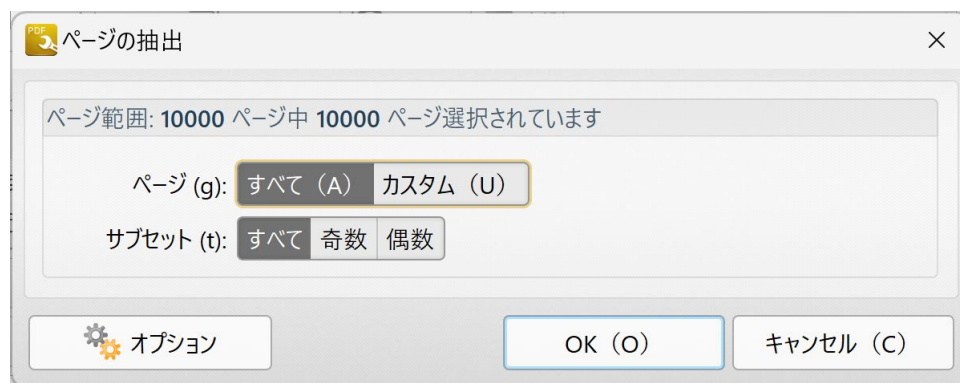 PDF
ページの抽出
ページ範囲: 10000 ページ中 10000 ページ選択されています
ページ (g): すべて (A) カスタム (U)
サブセット (t): すべて 奇数 偶数
オプション OK (O) キャンセル (C)